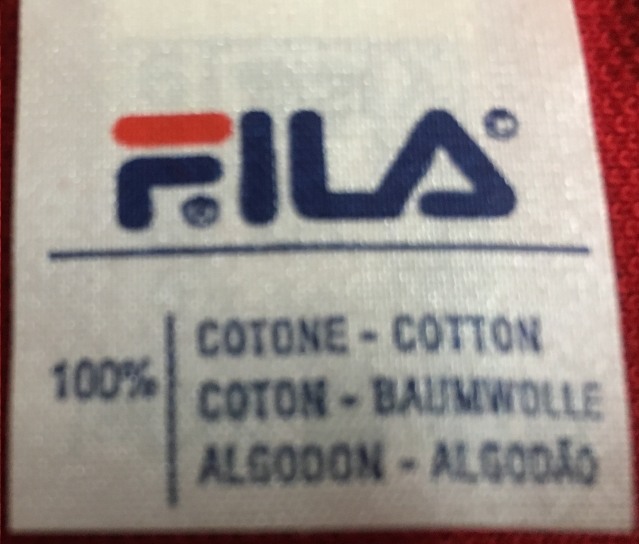 FILA®
®
100%
COTONE - COTTON
COTON - BAUMWOLLE
ALGODON - ALGODÃO